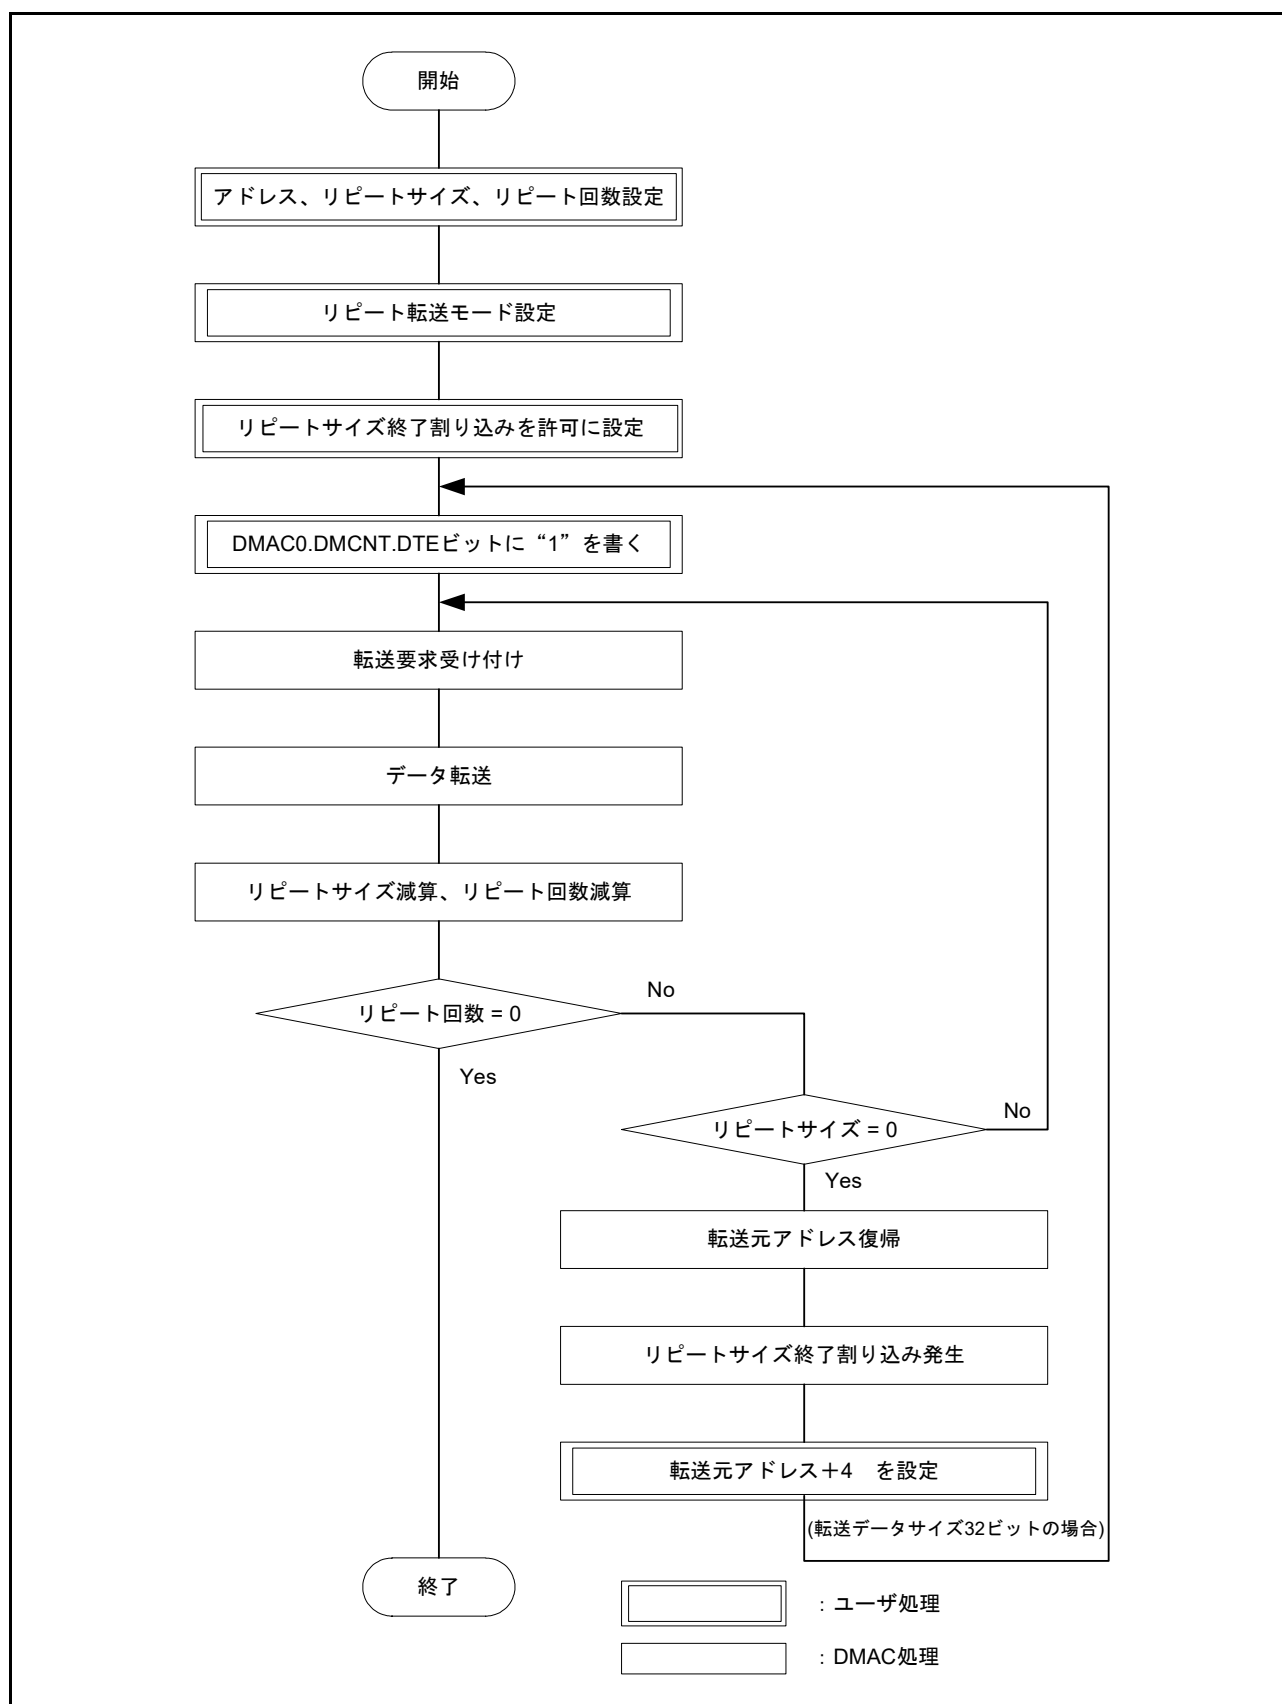 開始
アドレス、リピートサイズ、リピート回数設定
リピート転送モード設定
リピートサイズ終了割り込みを許可に設定
DMAC0.DMCNT.DTEビットに“1”を書く
転送要求受け付け
データ転送
リピートサイズ減算、リピート回数減算
リピート回数 = 0
No
Yes
リピートサイズ = 0
No
Yes
転送元アドレス復帰
リピートサイズ終了割り込み発生
転送元アドレス+4　を設定
(転送データサイズ32ビットの場合)
終了
: ユーザ処理
: DMAC処理